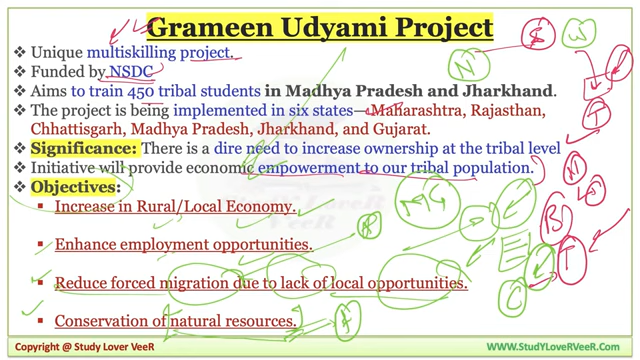 Grameen Udyami Project
❖ Unique multiskilling project.
❖ Funded by NSDC
❖ Aims to train 450 tribal students in Madhya Pradesh and Jharkhand.
❖ The project is being implemented in six states— Maharashtra, Rajasthan,
Chhattisgarh, Madhya Pradesh, Jharkhand, and Gujarat.
❖ Significance: There is a dire need to increase ownership at the tribal level
❖ Initiative will provide economic empowerment to our tribal population.
❖ Objectives:
▪ Increase in Rural/Local Economy.
▪ Enhance employment opportunities.
▪ Reduce forced migration due to lack of local opportunities.
▪ Conservation of natural resources.
Copyright @ Study Lover VeeR WWW.StudyLoverVeeR.Com